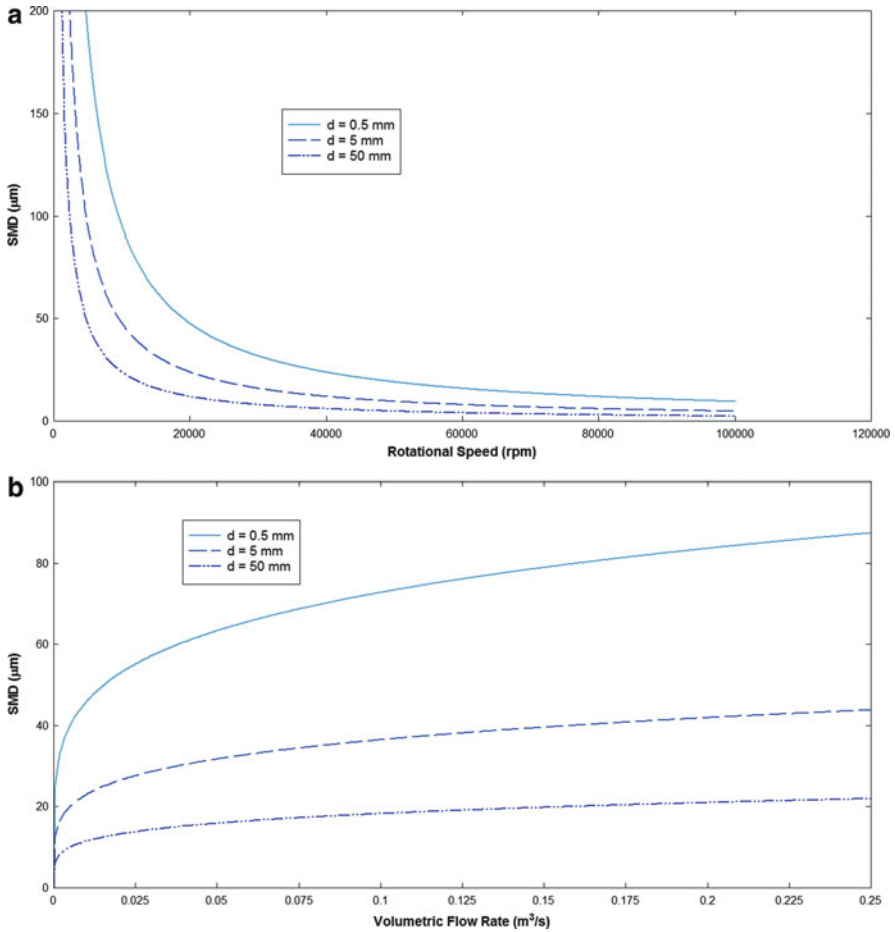 a
200
150
100
50
0
SMD (μm)
d = 0.5 mm
d = 5 mm
d = 50 mm
0 20000 40000 60000 80000 100000 120000
Rotational Speed (rpm)
b
100
80
60
40
20
0
SMD (μm)
d = 0.5 mm
d = 5 mm
d = 50 mm
0 0.025 0.05 0.075 0.1 0.125 0.15 0.175 0.2 0.225 0.25
Volumetric Flow Rate (m³/s)